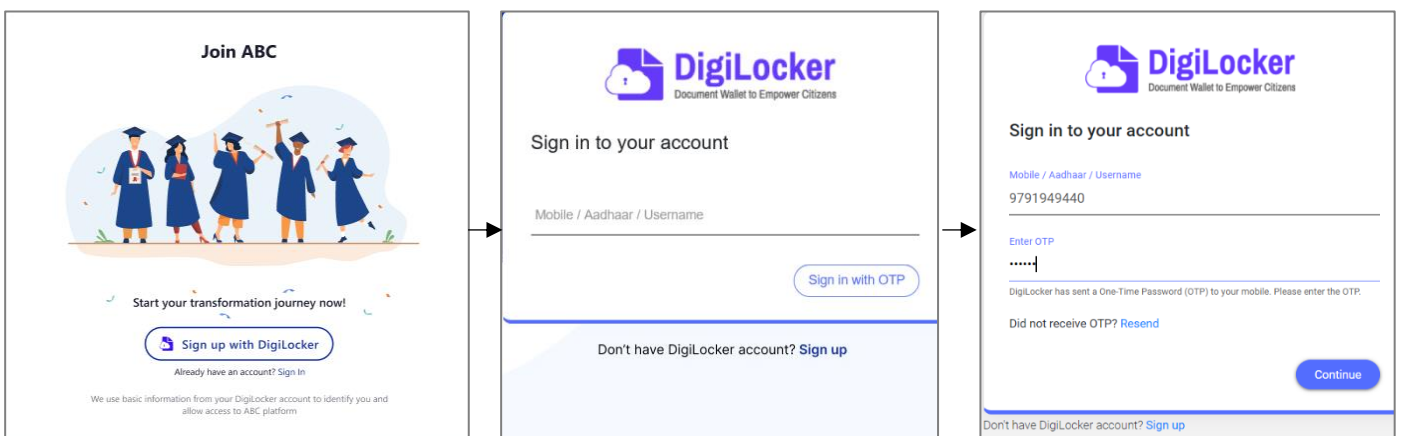 Join ABC
Start your transformation journey now!
Sign up with DigiLocker
Already have an account? Sign In
We use basic information from your DigiLocker account to identify you and
allow access to ABC platform
DigiLocker
Document Wallet to Empower Citizens
Sign in to your account
Mobile / Aadhaar / Username
Sign in with OTP
Don't have DigiLocker account? Sign up
DigiLocker
Document Wallet to Empower Citizens
Sign in to your account
Mobile / Aadhaar / Username
9791949440
Enter OTP
••••••
DigiLocker has sent a One-Time Password (OTP) to your mobile. Please enter the OTP.
Did not receive OTP? Resend
Continue
Don't have DigiLocker account? Sign up